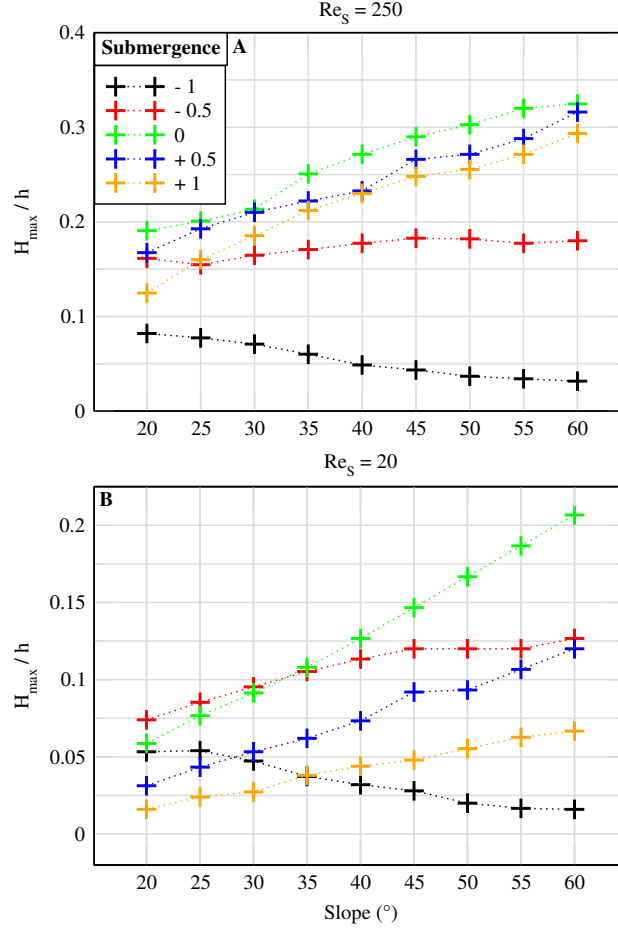 Re_S = 250
Submergence
A
- 1
- 0.5
0
+ 0.5
+ 1
0.4
0.3
0.2
0.1
0
H_max / h
20 25 30 35 40 45 50 55 60
Re_S = 20
B
0.2
0.15
0.1
0.05
0
H_max / h
20 25 30 35 40 45 50 55 60
Slope (°)